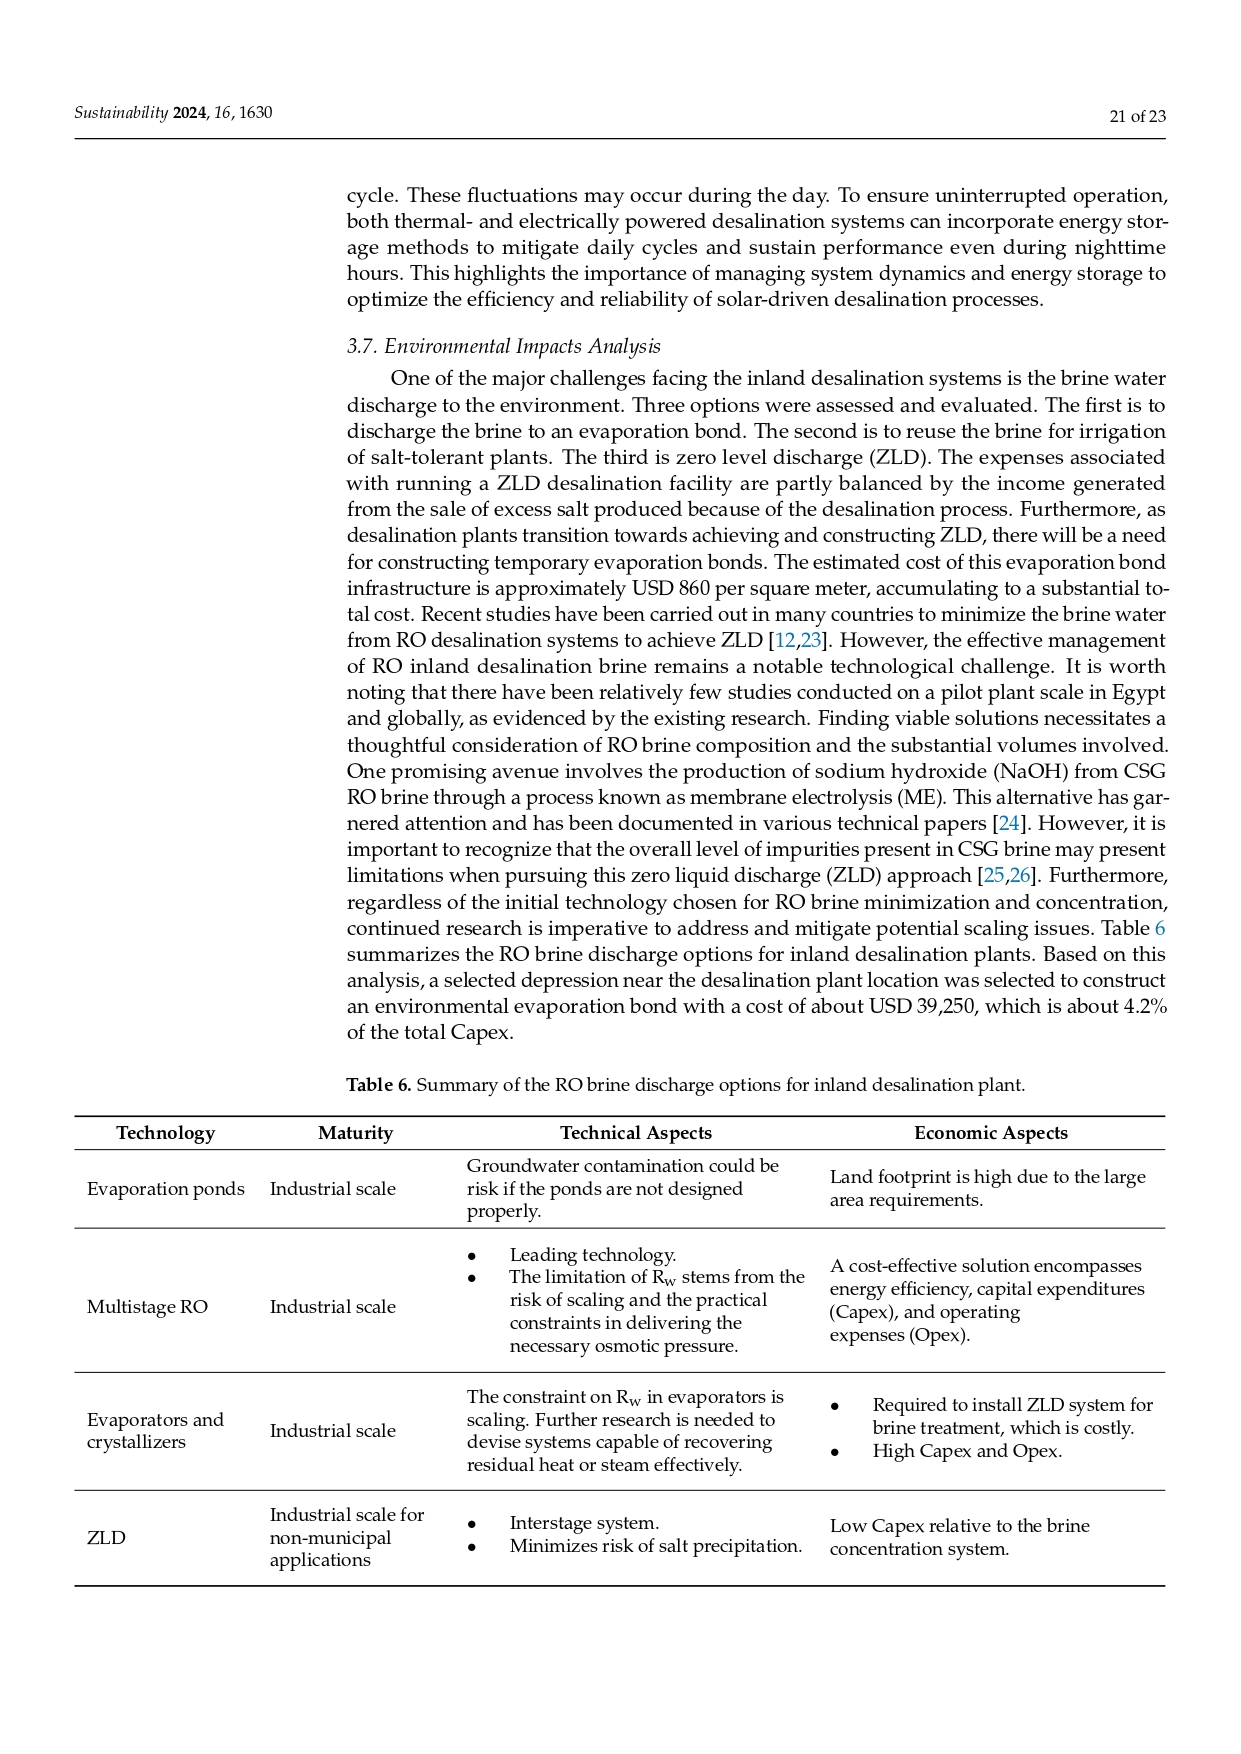 Sustainability 2024, 16, 1630
21 of 23
cycle. These fluctuations may occur during the day. To ensure uninterrupted operation,
both thermal- and electrically powered desalination systems can incorporate energy stor-
age methods to mitigate daily cycles and sustain performance even during nighttime
hours. This highlights the importance of managing system dynamics and energy storage to
optimize the efficiency and reliability of solar-driven desalination processes.
3.7. Environmental Impacts Analysis
One of the major challenges facing the inland desalination systems is the brine water
discharge to the environment. Three options were assessed and evaluated. The first is to
discharge the brine to an evaporation bond. The second is to reuse the brine for irrigation
of salt-tolerant plants. The third is zero level discharge (ZLD). The expenses associated
with running a ZLD desalination facility are partly balanced by the income generated
from the sale of excess salt produced because of the desalination process. Furthermore, as
desalination plants transition towards achieving and constructing ZLD, there will be a need
for constructing temporary evaporation bonds. The estimated cost of this evaporation bond
infrastructure is approximately USD 860 per square meter, accumulating to a substantial to-
tal cost. Recent studies have been carried out in many countries to minimize the brine water
from RO desalination systems to achieve ZLD [12,23]. However, the effective management
of RO inland desalination brine remains a notable technological challenge. It is worth
noting that there have been relatively few studies conducted on a pilot plant scale in Egypt
and globally, as evidenced by the existing research. Finding viable solutions necessitates a
thoughtful consideration of RO brine composition and the substantial volumes involved.
One promising avenue involves the production of sodium hydroxide (NaOH) from CSG
RO brine through a process known as membrane electrolysis (ME). This alternative has gar-
nered attention and has been documented in various technical papers [24]. However, it is
important to recognize that the overall level of impurities present in CSG brine may present
limitations when pursuing this zero liquid discharge (ZLD) approach [25,26]. Furthermore,
regardless of the initial technology chosen for RO brine minimization and concentration,
continued research is imperative to address and mitigate potential scaling issues. Table 6
summarizes the RO brine discharge options for inland desalination plants. Based on this
analysis, a selected depression near the desalination plant location was selected to construct
an environmental evaporation bond with a cost of about USD 39,250, which is about 4.2%
of the total Capex.
Table 6. Summary of the RO brine discharge options for inland desalination plant.
Technology Maturity Technical Aspects Economic Aspects
Evaporation ponds
Industrial scale
Groundwater contamination could be
risk if the ponds are not designed
properly.
Land footprint is high due to the large
area requirements.
Multistage RO
Industrial scale
• Leading technology.
• The limitation of Rw stems from the
risk of scaling and the practical
constraints in delivering the
necessary osmotic pressure.
A cost-effective solution encompasses
energy efficiency, capital expenditures
(Capex), and operating
expenses (Opex).
Evaporators and
crystallizers
Industrial scale
The constraint on Rw in evaporators is
scaling. Further research is needed to
devise systems capable of recovering
residual heat or steam effectively.
• Required to install ZLD system for
brine treatment, which is costly.
• High Capex and Opex.
ZLD
Industrial scale for
non-municipal
applications
• Interstage system.
• Minimizes risk of salt precipitation.
Low Capex relative to the brine
concentration system.